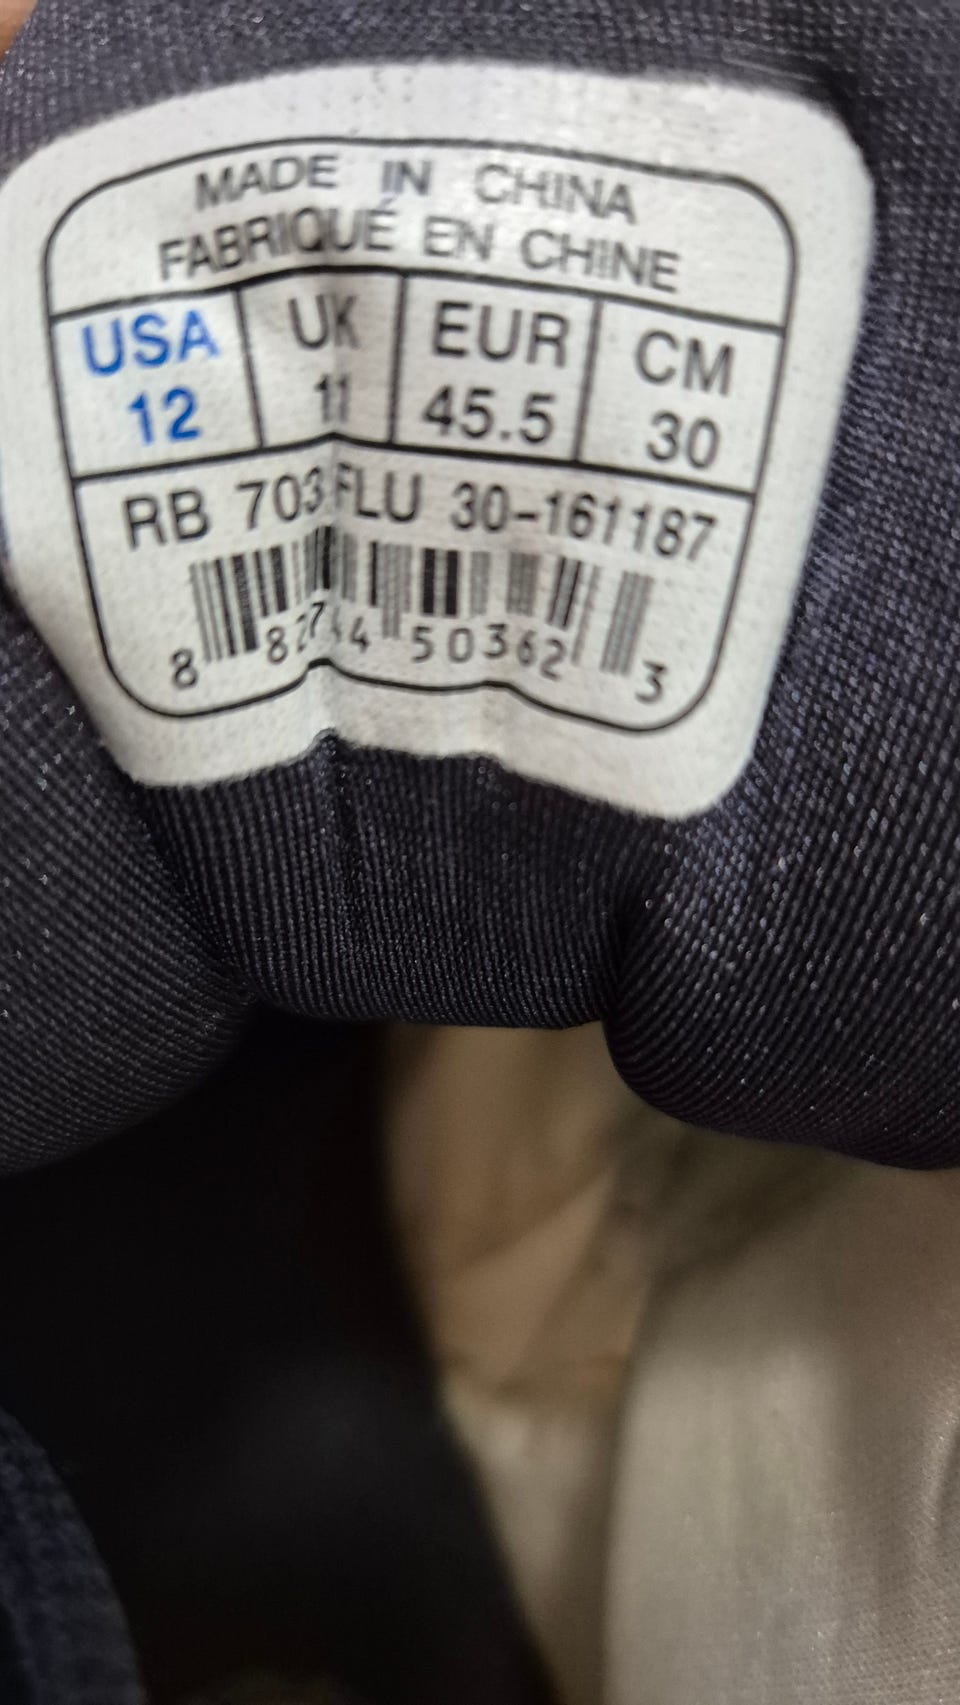 MADE IN CHINA
FABRIQUÉ EN CHINE
USA UK EUR CM
12 11 45.5 30
RB 703 FLU 30-161187
8 82744 50362 3